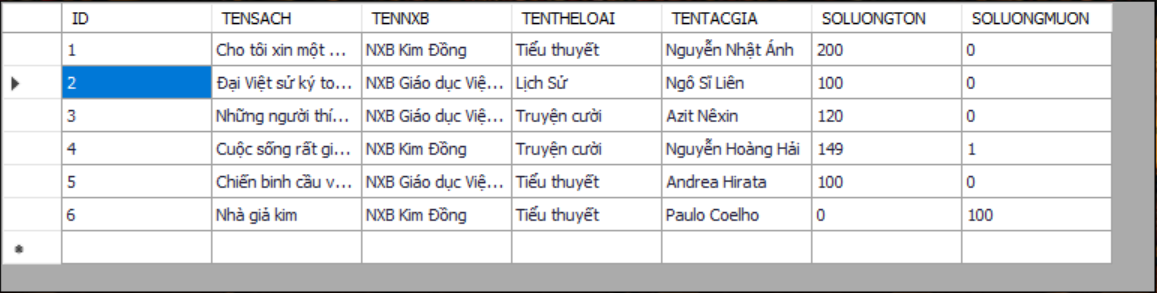 ID TENSACH TENNXB TENTHELOAI TENTACGIA SOLUONGTON SOLUONGMUON
1 Cho tôi xin một ... NXB Kim Đồng Tiểu thuyết Nguyễn Nhật Ánh 200 0
2 Đại Việt sử ký to... NXB Giáo dục Việ... Lịch Sử Ngô Sĩ Liên 100 0
3 Những người thí... NXB Giáo dục Việ... Truyện cười Azit Nêxin 120 0
4 Cuộc sống rất gi... NXB Kim Đồng Truyện cười Nguyễn Hoàng Hải 149 1
5 Chiến binh cầu v... NXB Giáo dục Việ... Tiểu thuyết Andrea Hirata 100 0
6 Nhà giả kim NXB Kim Đồng Tiểu thuyết Paulo Coelho 0 100